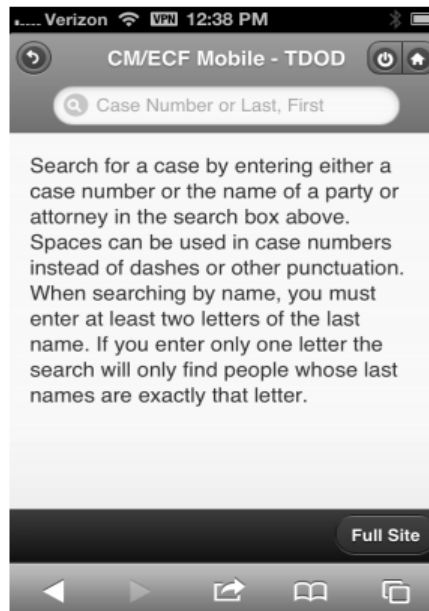 Verizon VPN 12:38 PM
CM/ECF Mobile - TDOD
Case Number or Last, First
Search for a case by entering either a
case number or the name of a party or
attorney in the search box above.
Spaces can be used in case numbers
instead of dashes or other punctuation.
When searching by name, you must
enter at least two letters of the last
name. If you enter only one letter the
search will only find people whose last
names are exactly that letter.
Full Site